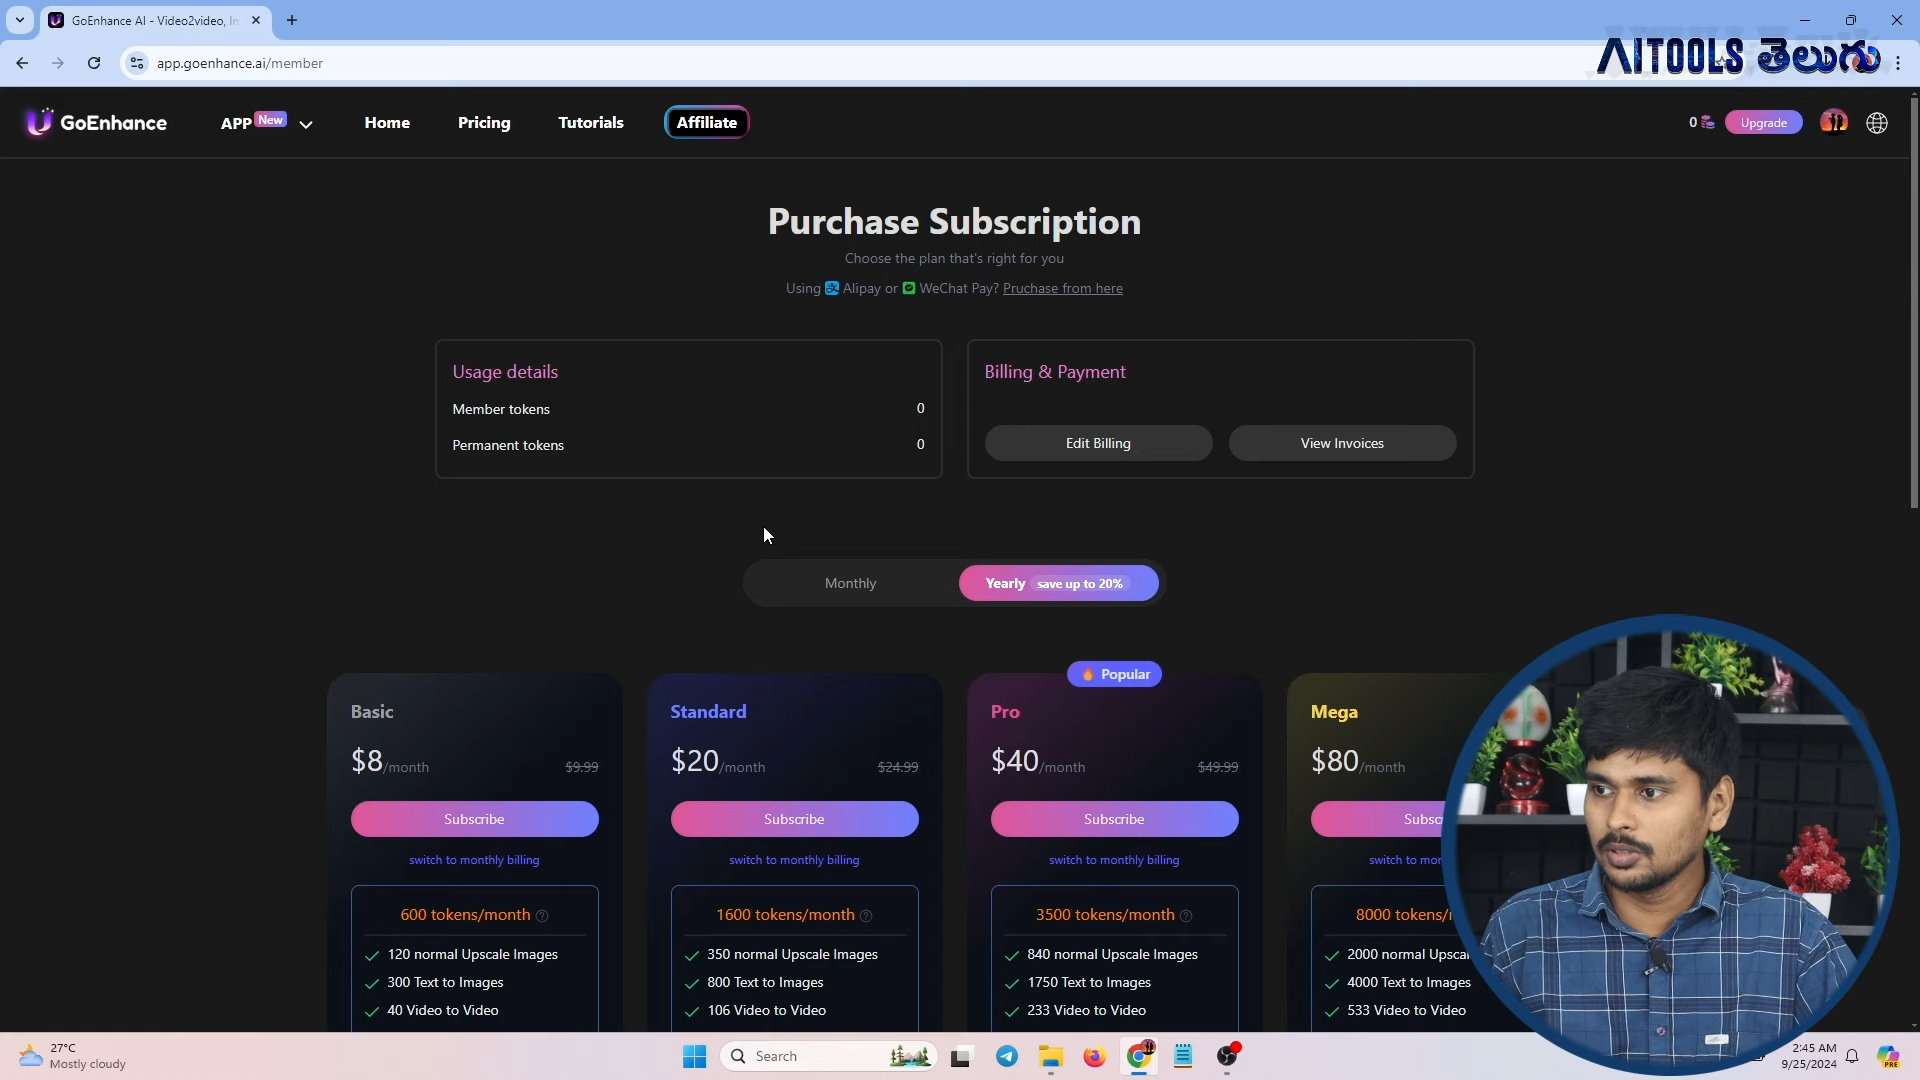 GoEnhance AI - Video2video, In
app.goenhance.ai/member
AITOOLS తెలుగు
GoEnhance
APP New
Home
Pricing
Tutorials
Affiliate
0
Upgrade
Purchase Subscription
Choose the plan that's right for you
Using Alipay or WeChat Pay? Pruchase from here
Usage details
Member tokens 0
Permanent tokens 0
Billing & Payment
Edit Billing
View Invoices
Monthly
Yearly save up to 20%
Basic
$8/month $9.99
Subscribe
switch to monthly billing
600 tokens/month
120 normal Upscale Images
300 Text to Images
40 Video to Video
Standard
$20/month $24.99
Subscribe
switch to monthly billing
1600 tokens/month
350 normal Upscale Images
800 Text to Images
106 Video to Video
Popular
Pro
$40/month $49.99
Subscribe
switch to monthly billing
3500 tokens/month
840 normal Upscale Images
1750 Text to Images
233 Video to Video
Mega
$80/month
Subsc
switch to mor
8000 tokens/
2000 normal Upsca
4000 Text to Images
533 Video to Video
27°C
Mostly cloudy
Search
2:45 AM
9/25/2024
PRE